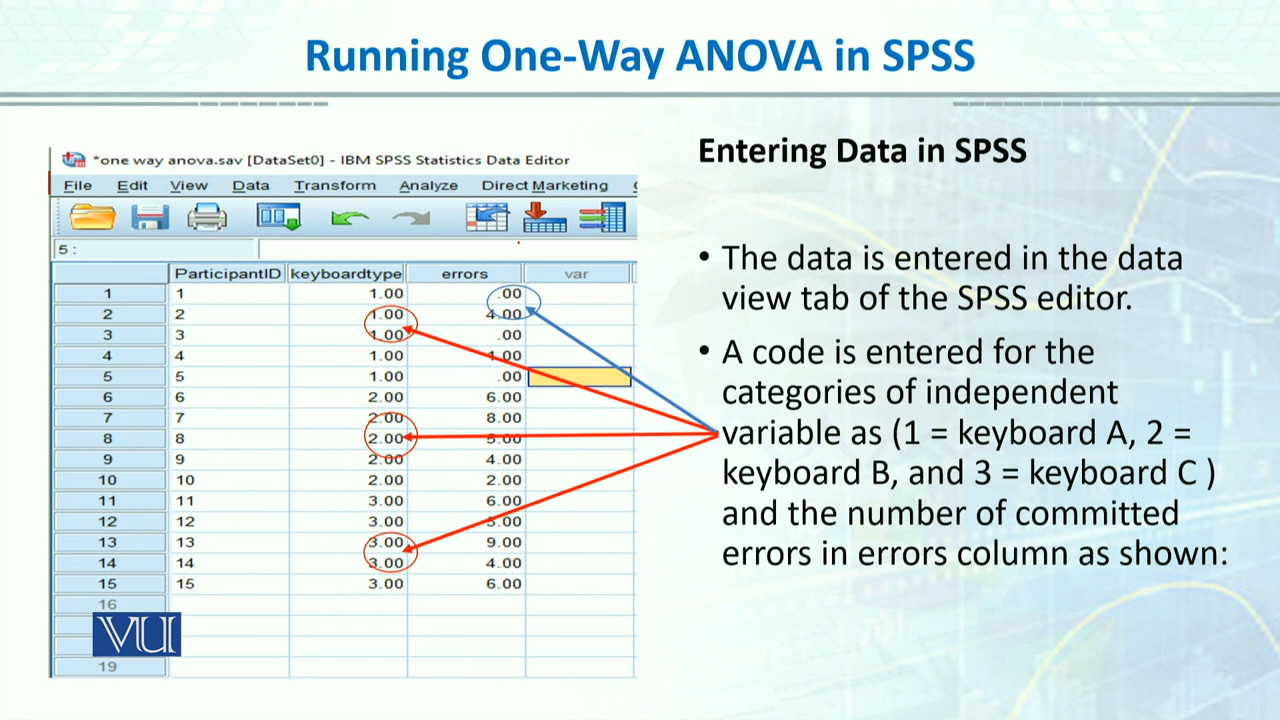 Running One-Way ANOVA in SPSS
*one way anova.sav [DataSet0] - IBM SPSS Statistics Data Editor
File Edit View Data Transform Analyze Direct Marketing
5 :
ParticipantID keyboardtype errors var
1 1 1.00 .00
2 2 1.00 4.00
3 3 1.00 .00
4 4 1.00 1.00
5 5 1.00 .00
6 6 2.00 6.00
7 7 2.00 8.00
8 8 2.00 5.00
9 9 2.00 4.00
10 10 2.00 2.00
11 11 3.00 6.00
12 12 3.00 5.00
13 13 3.00 9.00
14 14 3.00 4.00
15 15 3.00 6.00
16
19
VU
Entering Data in SPSS
• The data is entered in the data
view tab of the SPSS editor.
• A code is entered for the
categories of independent
variable as (1 = keyboard A, 2 =
keyboard B, and 3 = keyboard C )
and the number of committed
errors in errors column as shown: